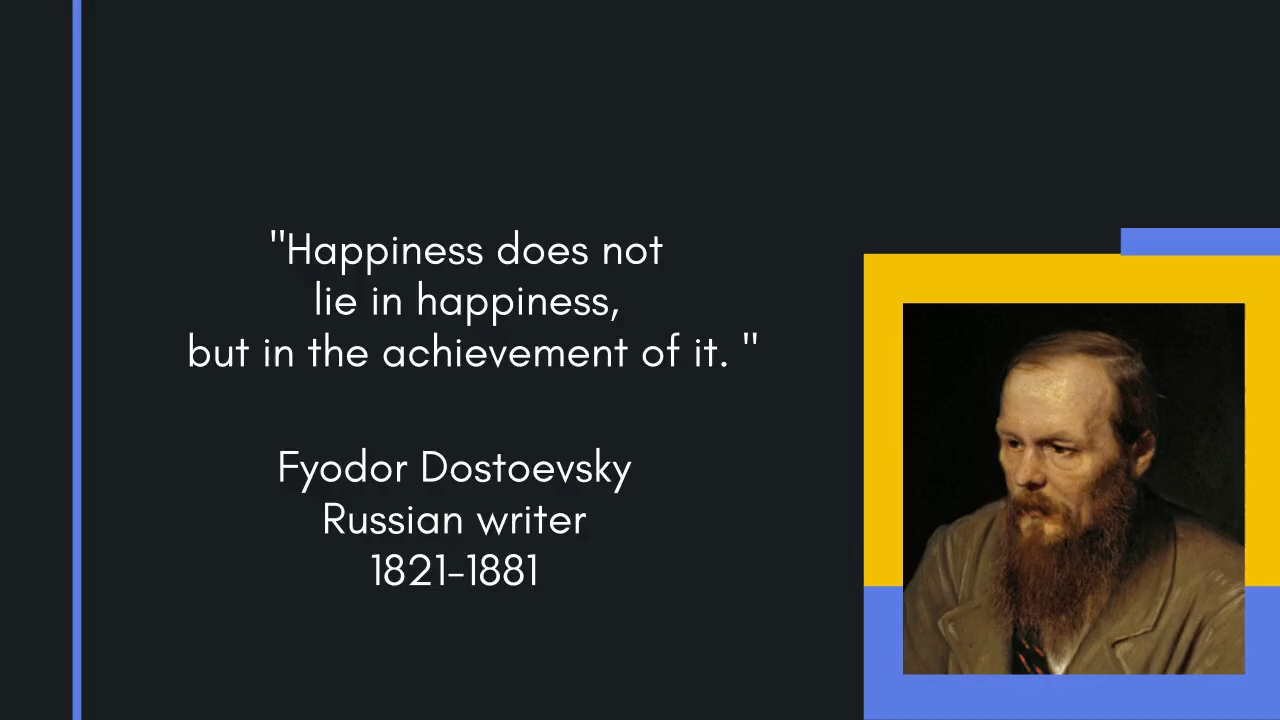 "Happiness does not
lie in happiness,
but in the achievement of it. "
Fyodor Dostoevsky
Russian writer
1821-1881